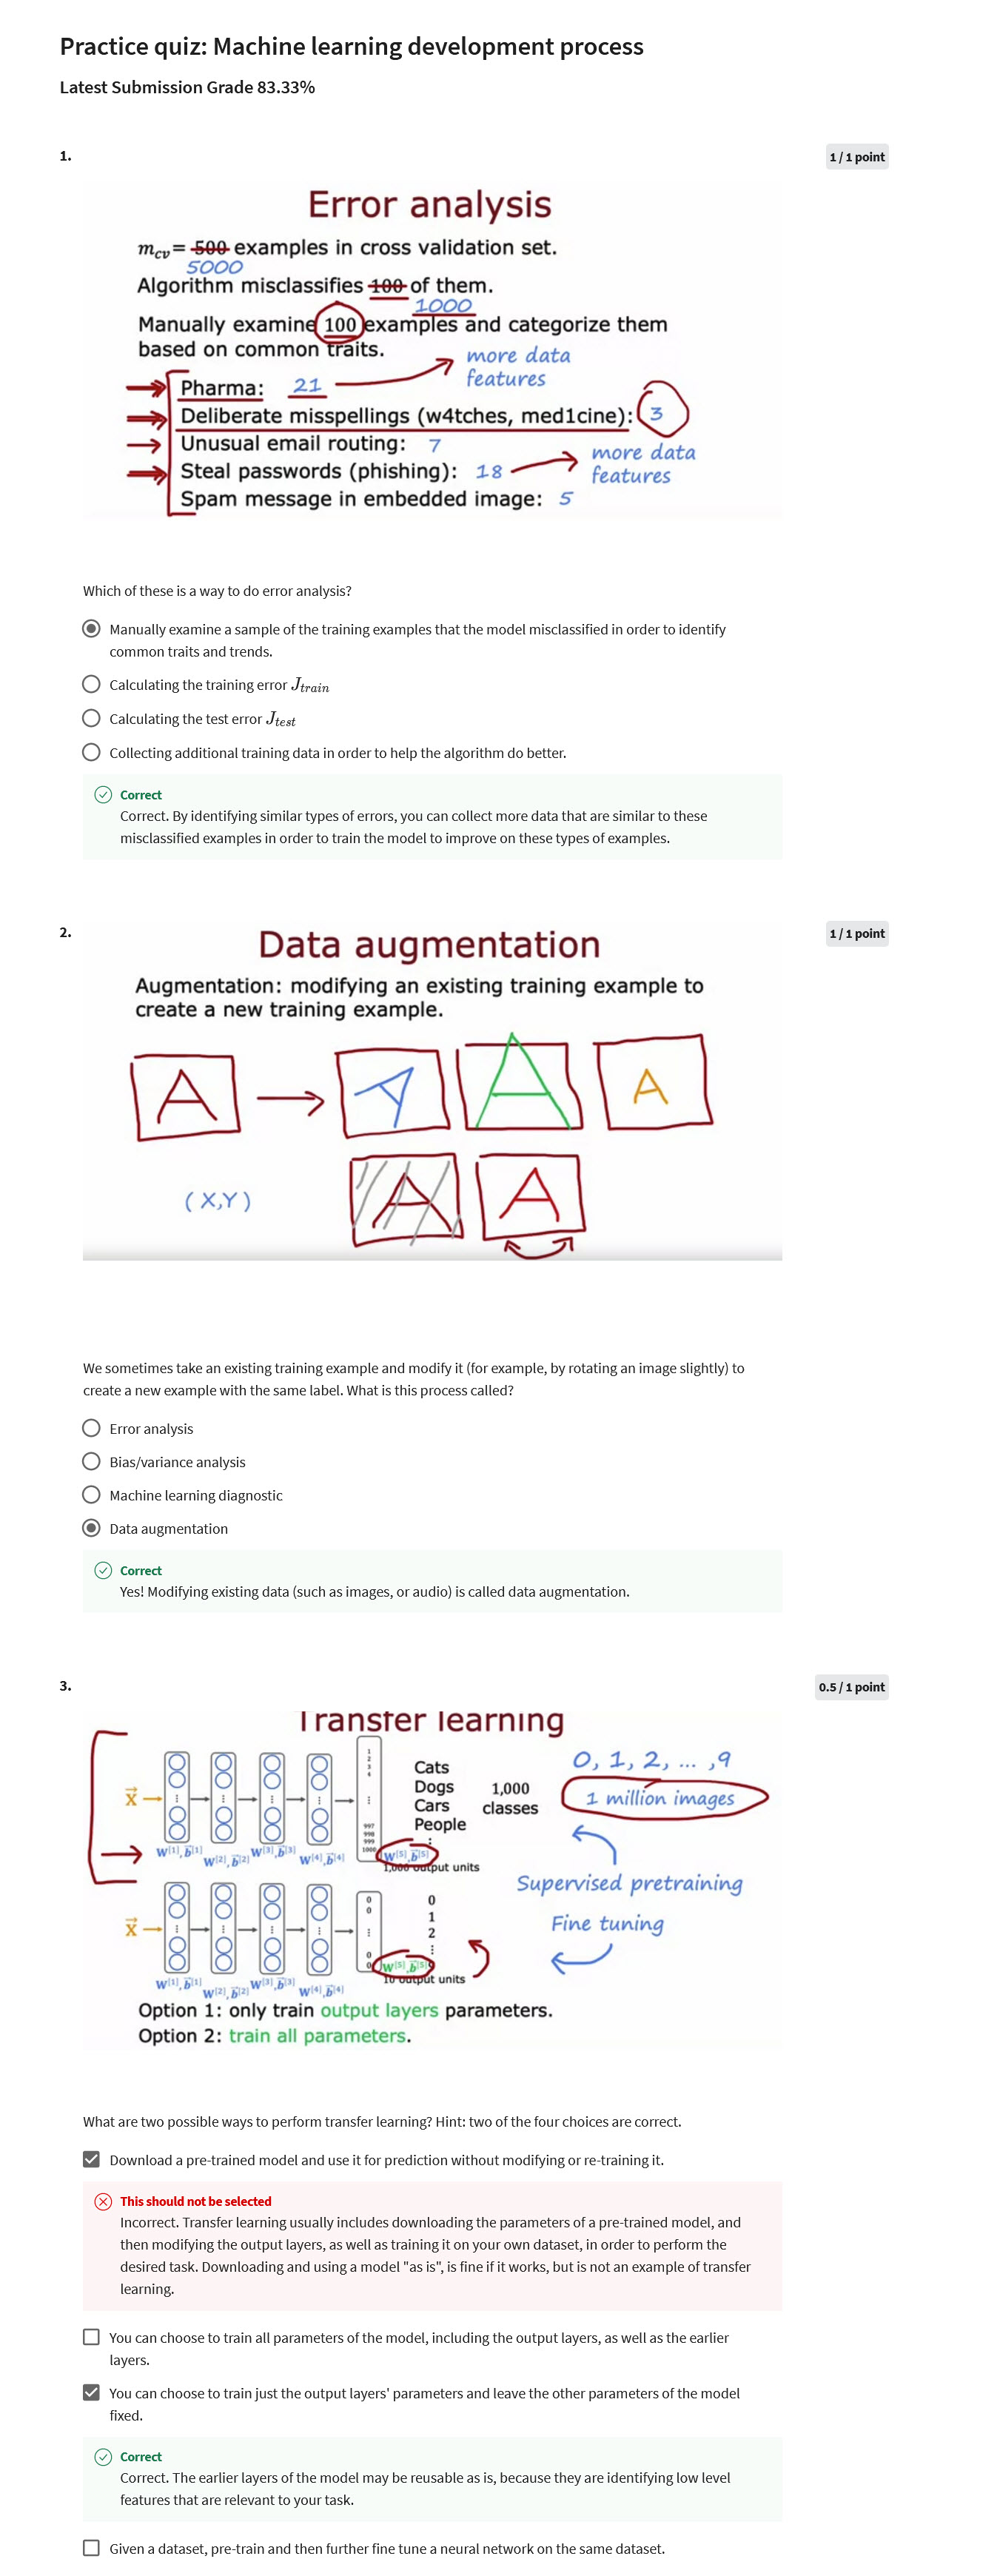 Practice quiz: Machine learning development process
Latest Submission Grade 83.33%
1.
1 / 1 point
Error analysis
m_cv = 500 examples in cross validation set.
5000
Algorithm misclassifies 100 of them.
1000
Manually examine 100 examples and categorize them
based on common traits.
more data
features
Pharma: 21
Deliberate misspellings (w4tches, med1cine): 3
Unusual email routing: 7
more data
features
Steal passwords (phishing): 18
Spam message in embedded image: 5
Which of these is a way to do error analysis?
Manually examine a sample of the training examples that the model misclassified in order to identify
common traits and trends.
Calculating the training error J_train
Calculating the test error J_test
Collecting additional training data in order to help the algorithm do better.
Correct
Correct. By identifying similar types of errors, you can collect more data that are similar to these
misclassified examples in order to train the model to improve on these types of examples.
2.
1 / 1 point
Data augmentation
Augmentation: modifying an existing training example to
create a new training example.
A A A A
(X,Y) A A
We sometimes take an existing training example and modify it (for example, by rotating an image slightly) to
create a new example with the same label. What is this process called?
Error analysis
Bias/variance analysis
Machine learning diagnostic
Data augmentation
Correct
Yes! Modifying existing data (such as images, or audio) is called data augmentation.
3.
0.5 / 1 point
Transfer learning
x⃗
1
2
3
4
⋮
997
998
999
1000
Cats
Dogs
Cars
People
⋮
1,000
classes
0, 1, 2, ... ,9
1 million images
W[1],b⃗[1] W[2],b⃗[2] W[3],b⃗[3] W[4],b⃗[4] W[5],b⃗[5]
1,000 output units
Supervised pretraining
Fine tuning
x⃗
0
0
⋮
0
0
0
1
2
⋮
W[1],b⃗[1] W[2],b⃗[2] W[3],b⃗[3] W[4],b⃗[4] W[5],b⃗[5]
10 output units
Option 1: only train output layers parameters.
Option 2: train all parameters.
What are two possible ways to perform transfer learning? Hint: two of the four choices are correct.
Download a pre-trained model and use it for prediction without modifying or re-training it.
This should not be selected
Incorrect. Transfer learning usually includes downloading the parameters of a pre-trained model, and
then modifying the output layers, as well as training it on your own dataset, in order to perform the
desired task. Downloading and using a model "as is", is fine if it works, but is not an example of transfer
learning.
You can choose to train all parameters of the model, including the output layers, as well as the earlier
layers.
You can choose to train just the output layers' parameters and leave the other parameters of the model
fixed.
Correct
Correct. The earlier layers of the model may be reusable as is, because they are identifying low level
features that are relevant to your task.
Given a dataset, pre-train and then further fine tune a neural network on the same dataset.